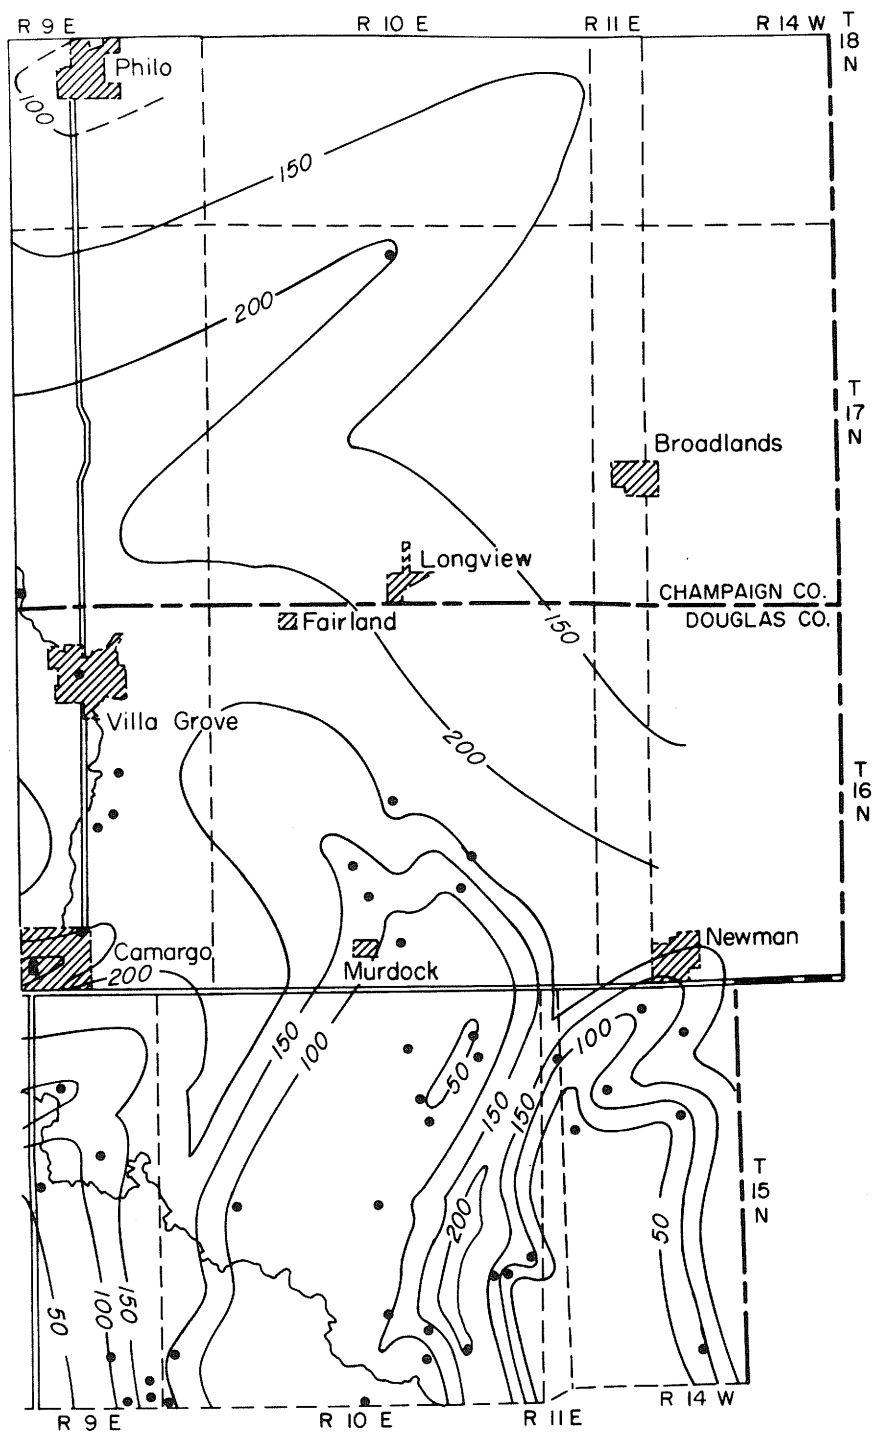 R 9 E R 10 E R 11 E R 14 W T
18
N
Philo
100
150
200
T
17
N
Broadlands
Longview
CHAMPAIGN CO.
Fairland
DOUGLAS CO.
150
Villa Grove
200
T
16
N
Newman
Camargo
200
Murdock
150
100
100
50
150
150
T
15
N
200
50
50
100
150
R 9 E R 10 E R 11 E R 14 W